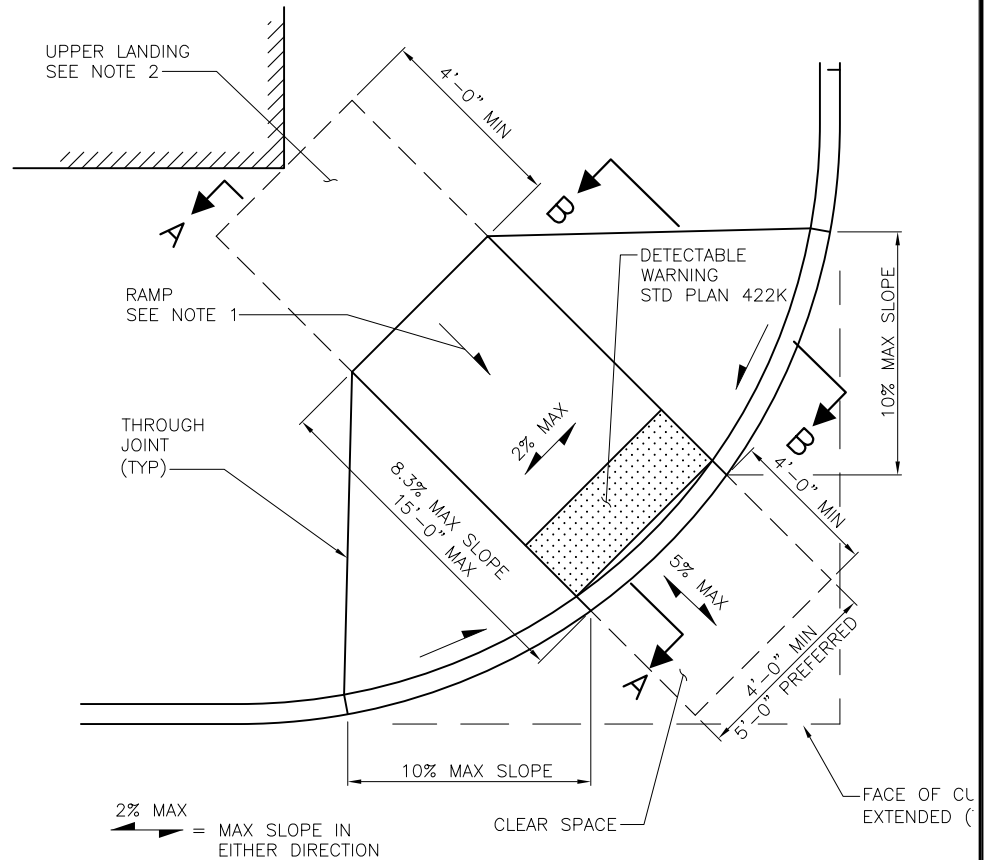 UPPER LANDING
SEE NOTE 2
4'-0" MIN
B
A
DETECTABLE
WARNING
STD PLAN 422K
RAMP
SEE NOTE 1
10% MAX SLOPE
THROUGH
JOINT
(TYP)
2% MAX
B
8.3% MAX SLOPE
15'-0" MAX
4'-0" MIN
5% MAX
4'-0" MIN
5'-0" PREFERRED
A
10% MAX SLOPE
FACE OF
EXTENDED
CLEAR SPACE
2% MAX
= MAX SLOPE IN
EITHER DIRECTION